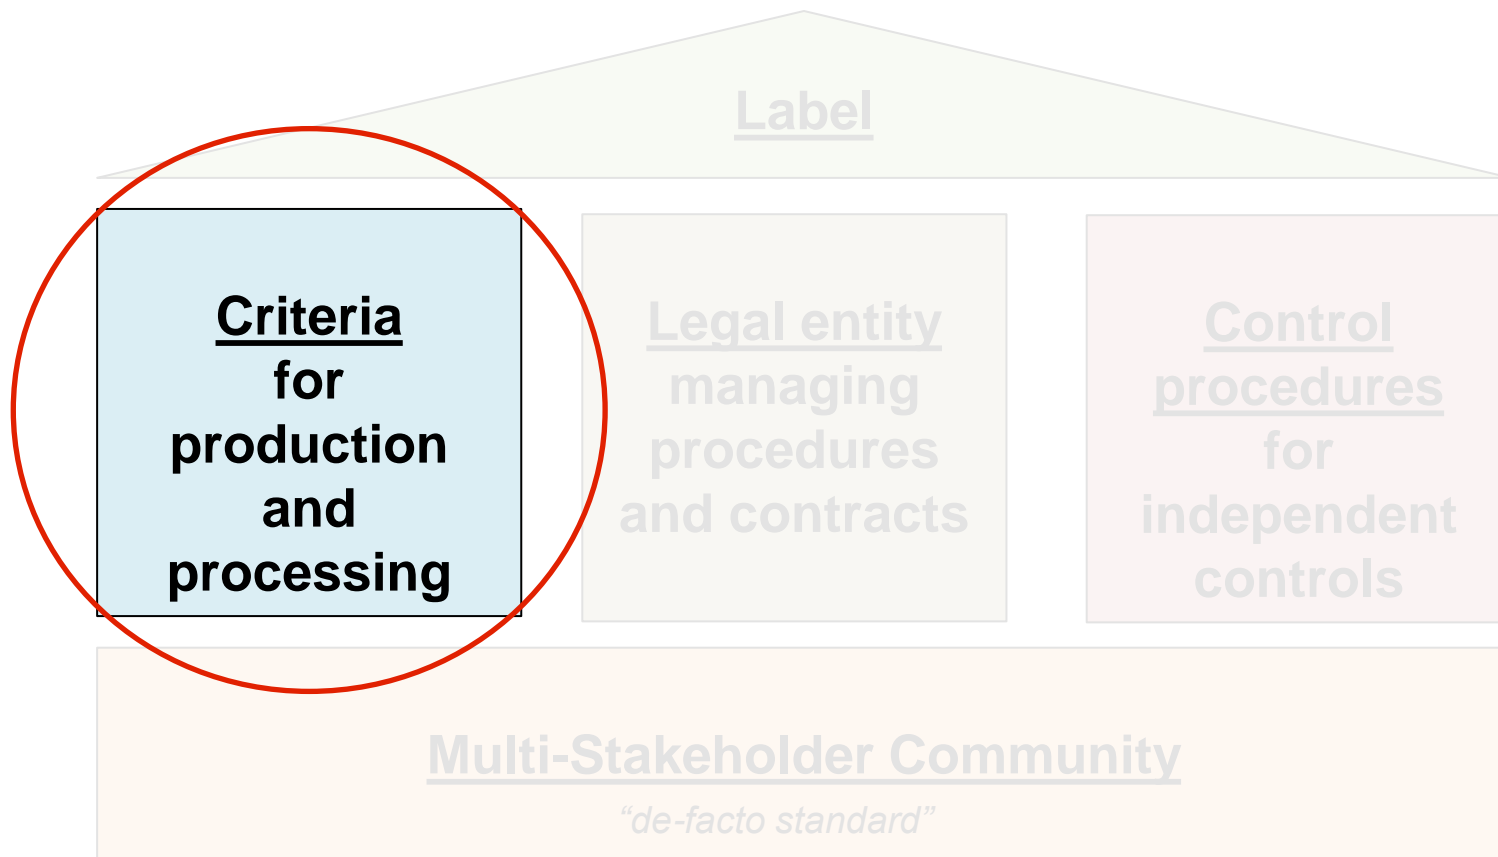 Label
Criteria
for
production
and
processing
Legal entity
managing
procedures
and contracts
Control
procedures
for
independent
controls
Multi-Stakeholder Community
“de-facto standard”